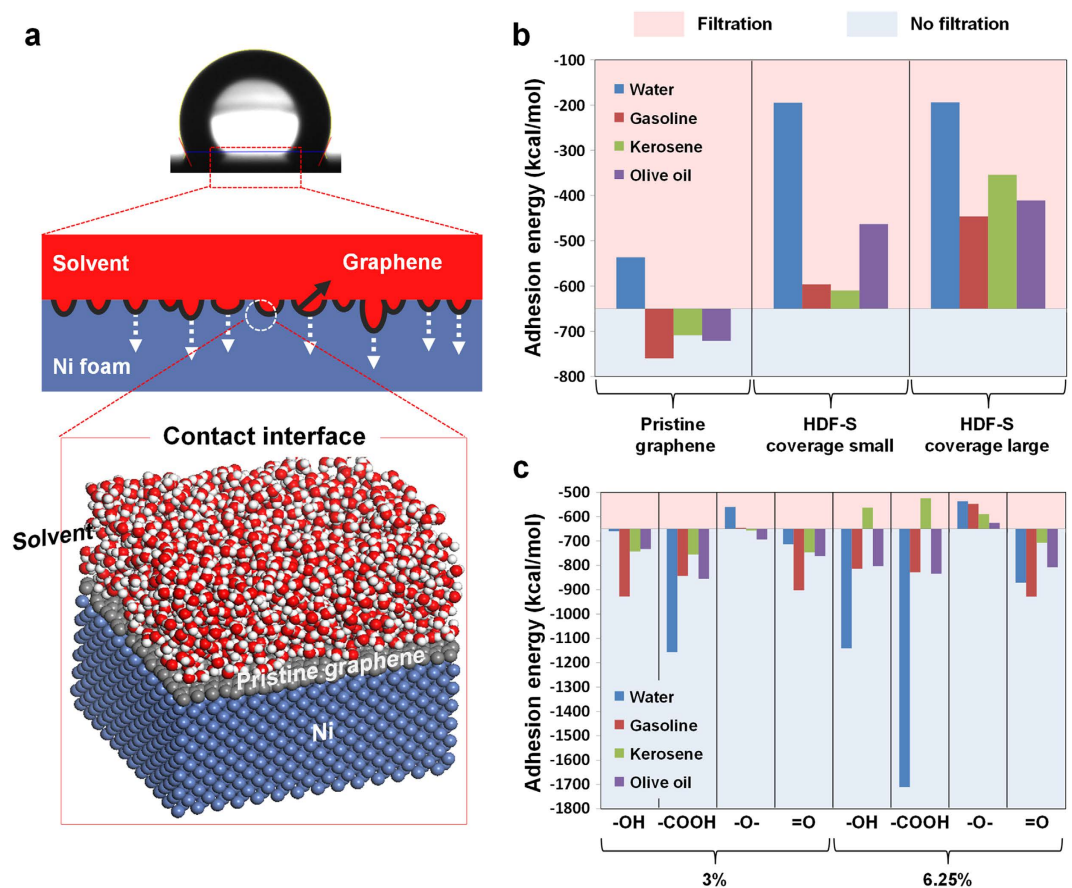 a
Solvent
Graphene
Ni foam
Contact interface
Solvent
Pristine graphene
Ni
b
Filtration
No filtration
Adhesion energy (kcal/mol)
-100
-200
-300
-400
-500
-600
-700
-800
Water
Gasoline
Kerosene
Olive oil
Pristine
graphene
HDF-S
coverage small
HDF-S
coverage large
c
Adhesion energy (kcal/mol)
-500
-600
-700
-800
-900
-1000
-1100
-1200
-1300
-1400
-1500
-1600
-1700
-1800
Water
Gasoline
Kerosene
Olive oil
-OH -COOH -O- =O -OH -COOH -O- =O
3% 6.25%